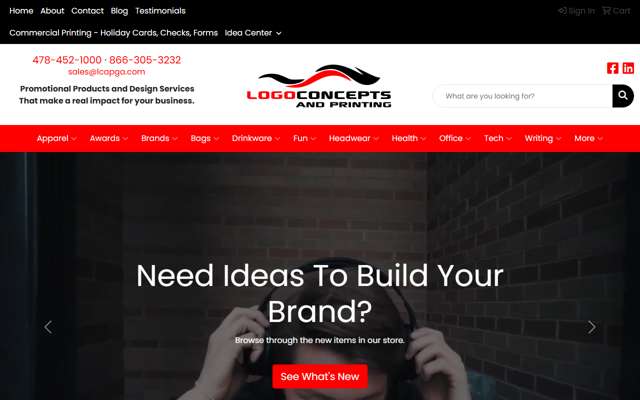 Home About Contact Blog Testimonials
Sign In Cart
Commercial Printing - Holiday Cards, Checks, Forms Idea Center
478-452-1000 · 866-305-3232
sales@lcapga.com
Promotional Products and Design Services
That make a real impact for your business.
LOGOCONCEPTS
AND PRINTING
What are you looking for?
Apparel Awards Brands Bags Drinkware Fun Headwear Health Office Tech Writing More
Need Ideas To Build Your
Brand?
Browse through the new items in our store.
See What's New